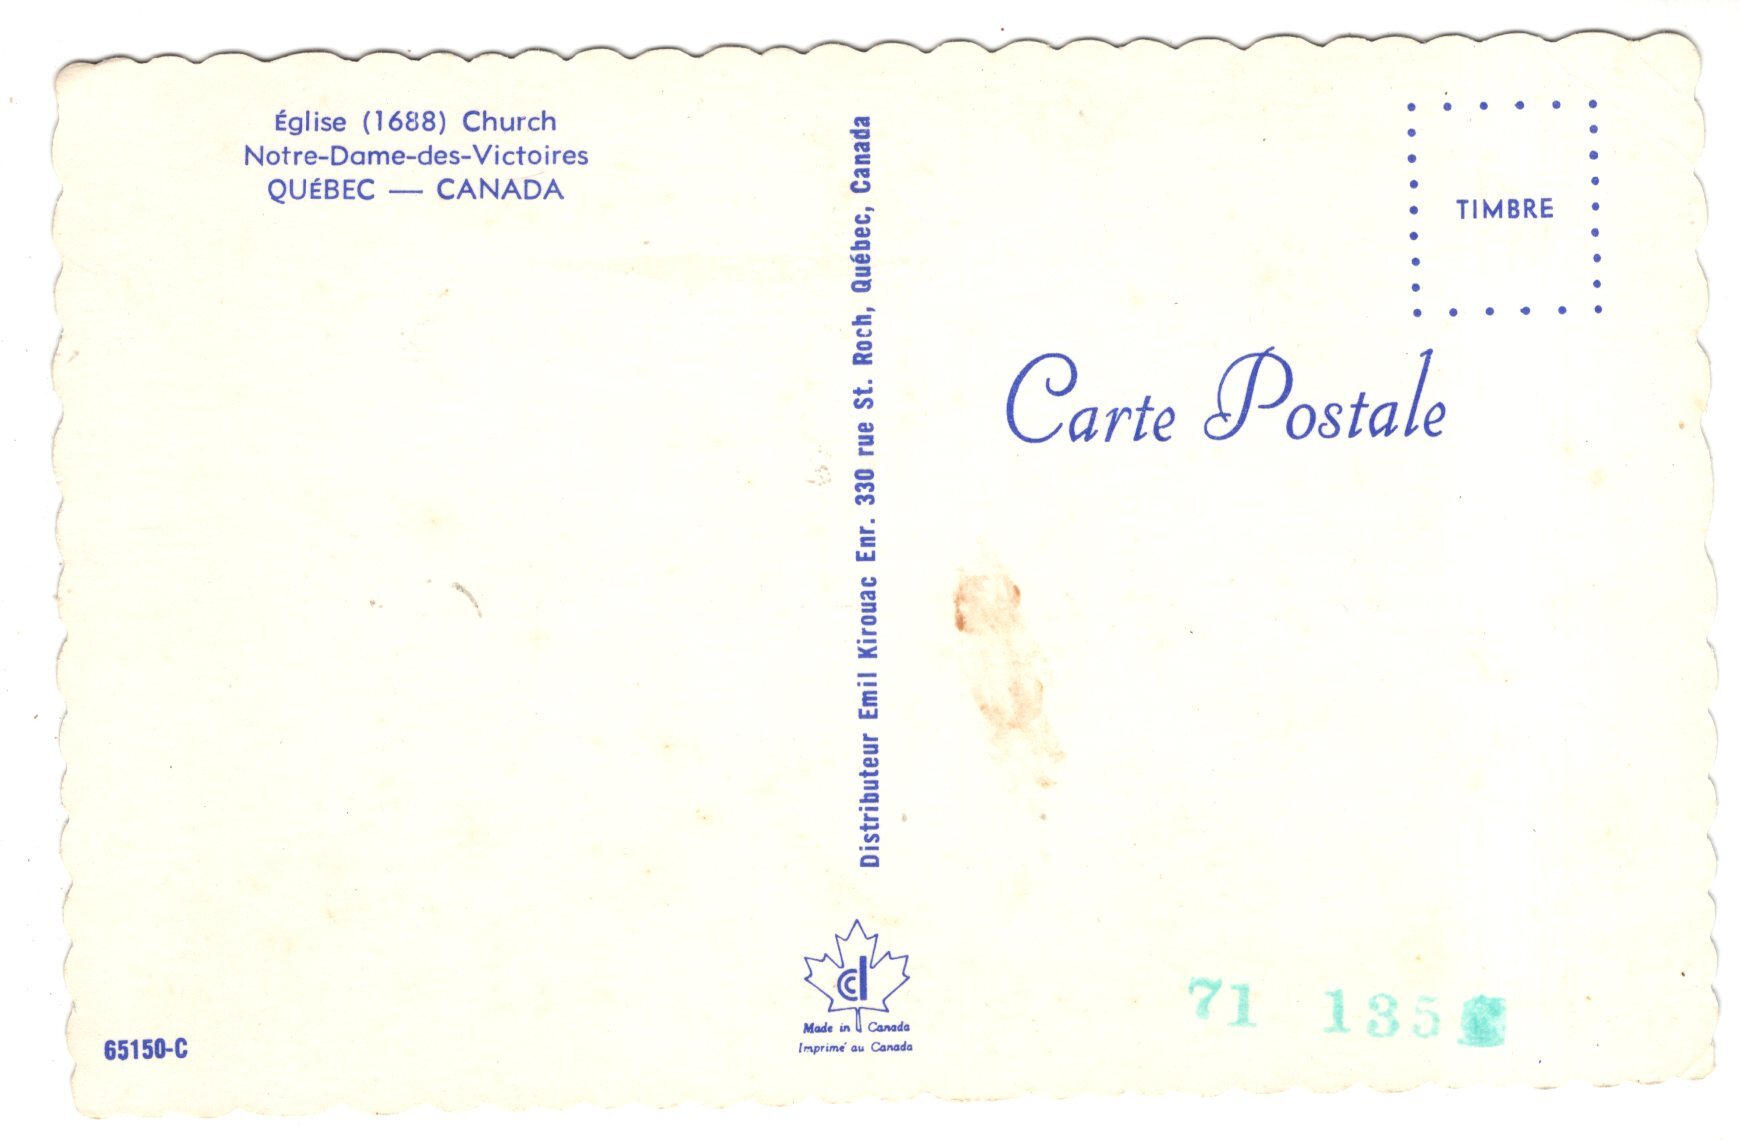 Église (1688) Church
Notre-Dame-des-Victoires
QUÉBEC — CANADA
Distributeur Emil Kirouac Enr. 330 rue St. Roch, Québec, Canada
TIMBRE
Carte Postale
Made in Canada
Imprimé au Canada
65150-C
71 135